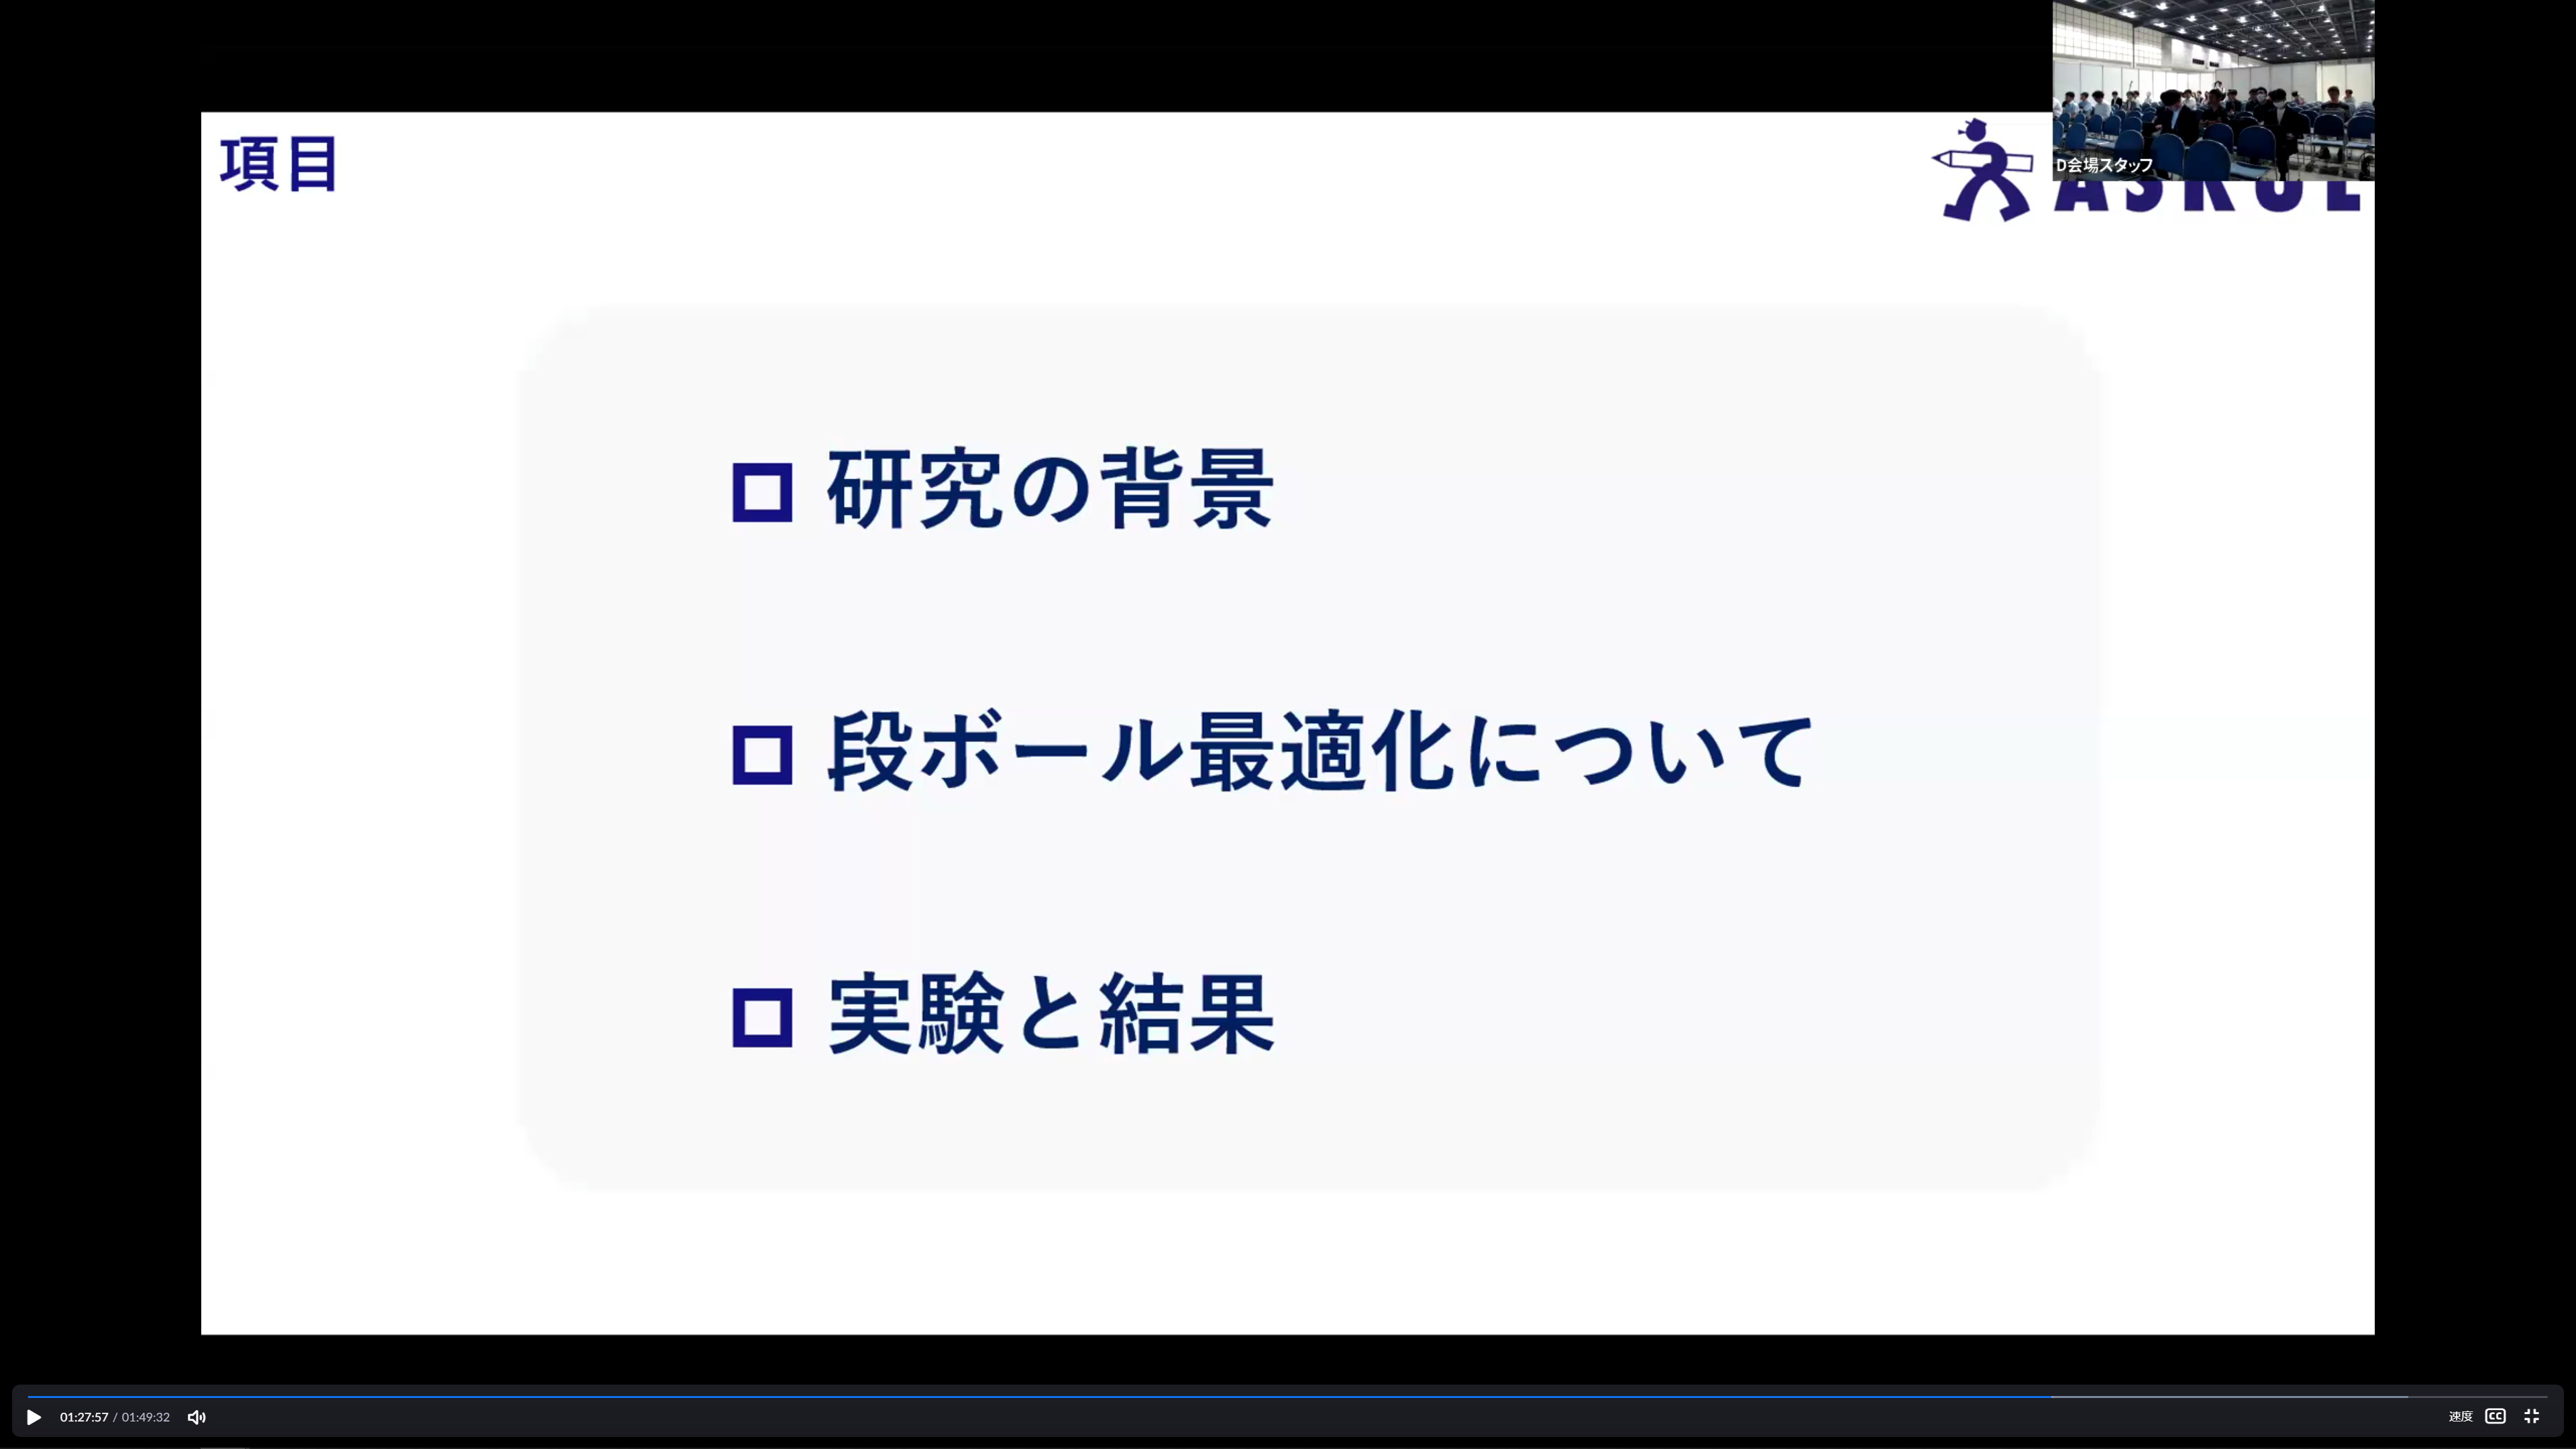 項目
D会場スタッフ
ASKUL
研究の背景
段ボール最適化について
実験と結果
01:27:57 / 01:49:32
速度
CC